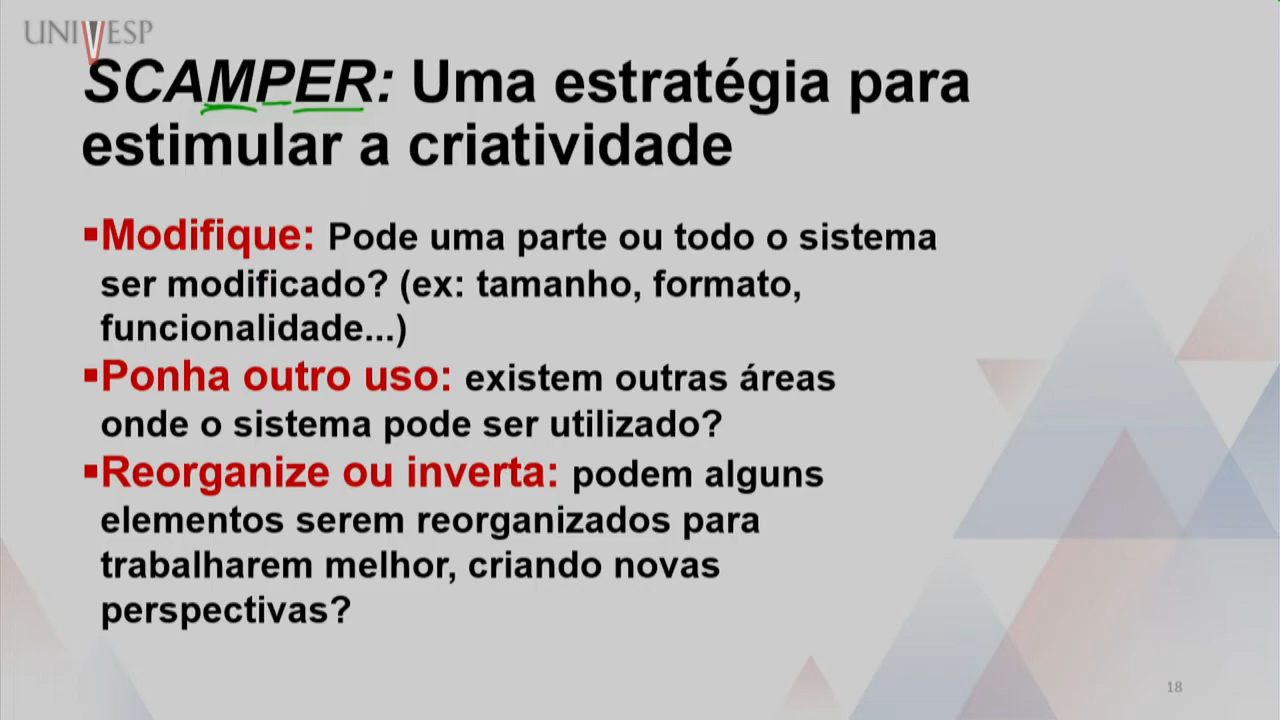 UNIVESP
SCAMPER: Uma estratégia para
estimular a criatividade
▪Modifique: Pode uma parte ou todo o sistema
ser modificado? (ex: tamanho, formato,
funcionalidade...)
▪Ponha outro uso: existem outras áreas
onde o sistema pode ser utilizado?
▪Reorganize ou inverta: podem alguns
elementos serem reorganizados para
trabalharem melhor, criando novas
perspectivas?
18